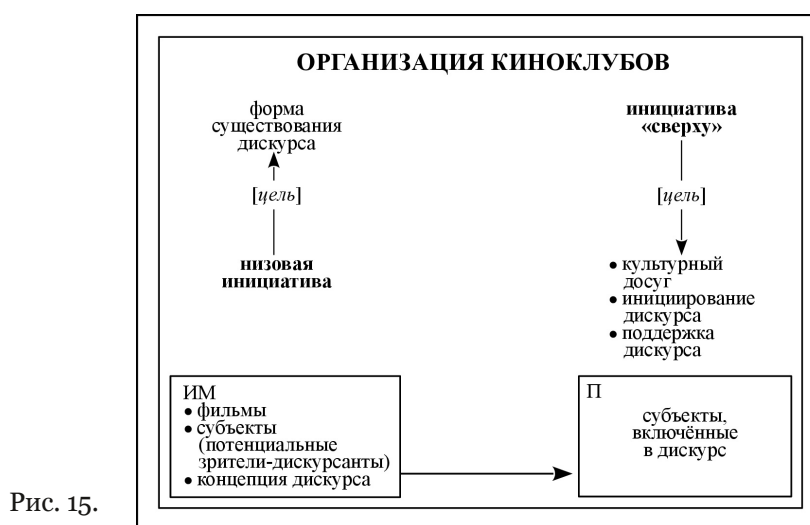 ОРГАНИЗАЦИЯ КИНОКЛУБОВ
форма
существования
дискурса
[цель]
низовая
инициатива
инициатива
«сверху»
[цель]
• культурный
досуг
• инициирование
дискурса
• поддержка
дискурса
ИМ
• фильмы
• субъекты
(потенциальные
зрители-дискурсанты)
• концепция дискурса
П
субъекты,
включённые
в дискурс
Рис. 15.